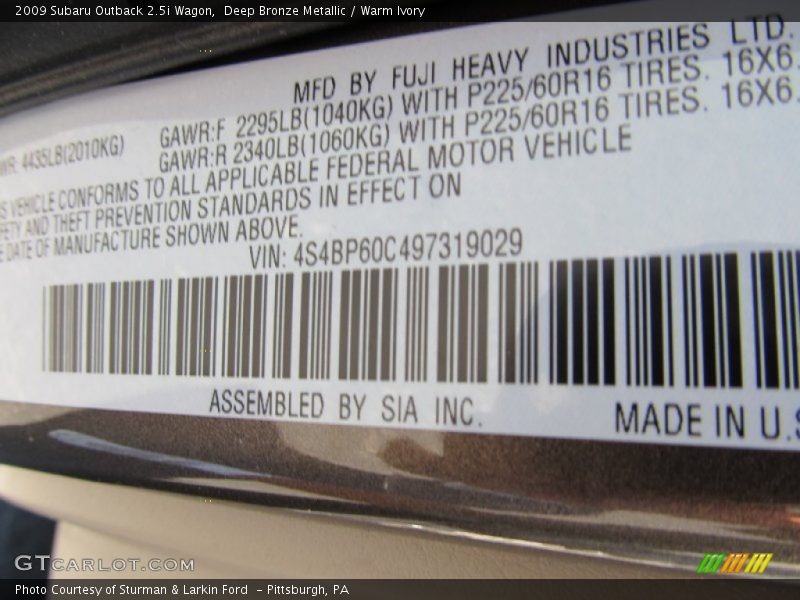 2009 Subaru Outback 2.5i Wagon, Deep Bronze Metallic / Warm Ivory
MFD BY FUJI HEAVY INDUSTRIES LTD.
4435LB(2010KG) GAWR:F 2295LB(1040KG) WITH P225/60R16 TIRES. 16X6.
GAWR:R 2340LB(1060KG) WITH P225/60R16 TIRES. 16X6.
VEHICLE CONFORMS TO ALL APPLICABLE FEDERAL MOTOR VEHICLE
AND THEFT PREVENTION STANDARDS IN EFFECT ON
DATE OF MANUFACTURE SHOWN ABOVE.
VIN: 4S4BP60C497319029
ASSEMBLED BY SIA INC. MADE IN U.S
GTCARLOT.COM
Photo Courtesy of Sturman & Larkin Ford - Pittsburgh, PA